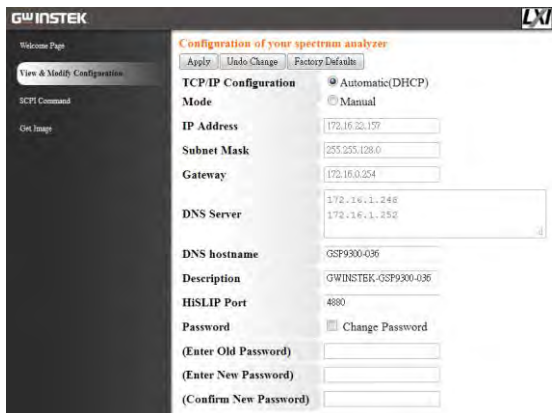 GWINSTEK
LXI
Welcome Page
View & Modify Configuration
SCPI Command
Get Image
Configuration of your spectrum analyzer
Apply Undo Change Factory Defaults
TCP/IP Configuration Mode
Automatic(DHCP)
Manual
IP Address 172.16.22.157
Subnet Mask 255.255.128.0
Gateway 172.16.0.254
DNS Server
172.16.1.248
172.16.1.252
DNS hostname GSP9300-036
Description GWINSTEK-GSP9300-036
HiSLIP Port 4880
Password Change Password
(Enter Old Password)
(Enter New Password)
(Confirm New Password)